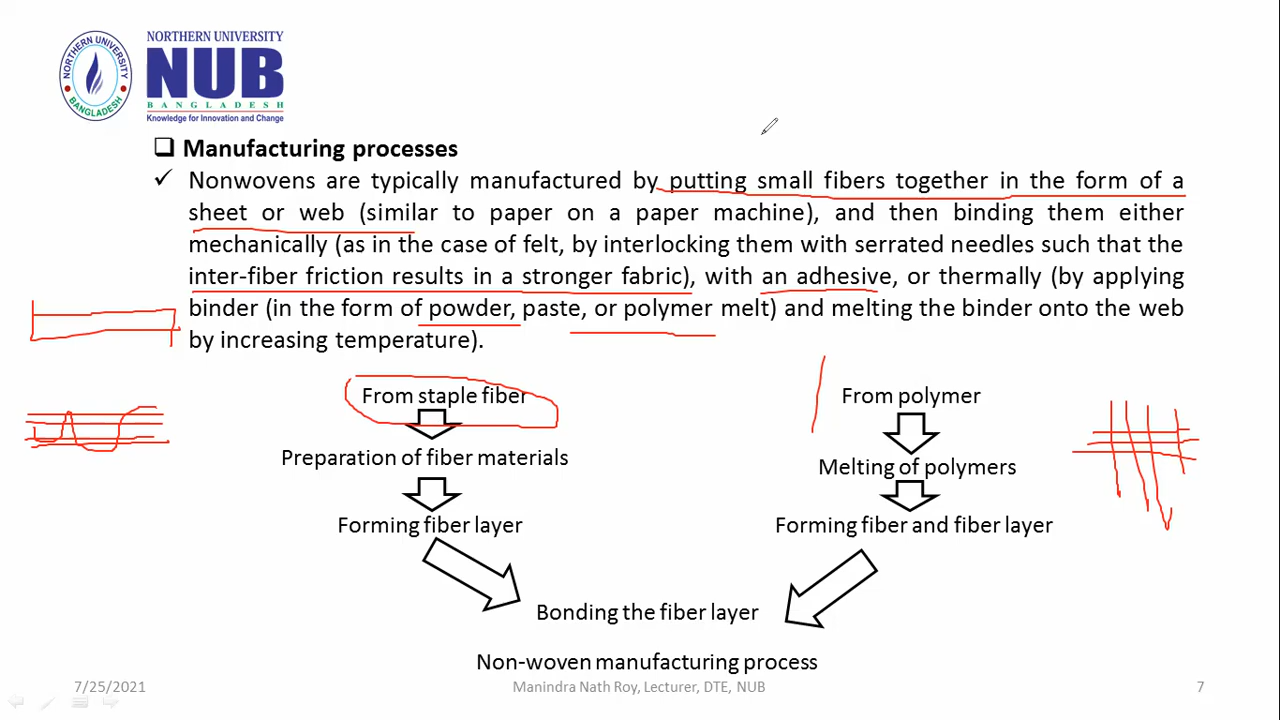 NORTHERN UNIVERSITY
NUB
BANGLADESH
Knowledge for Innovation and Change
NORTHERN UNIVERSITY
BANGLADESH
Manufacturing processes
Nonwovens are typically manufactured by putting small fibers together in the form of a
sheet or web (similar to paper on a paper machine), and then binding them either
mechanically (as in the case of felt, by interlocking them with serrated needles such that the
inter-fiber friction results in a stronger fabric), with an adhesive, or thermally (by applying
binder (in the form of powder, paste, or polymer melt) and melting the binder onto the web
by increasing temperature).
From staple fiber
From polymer
Preparation of fiber materials
Melting of polymers
Forming fiber layer
Forming fiber and fiber layer
Bonding the fiber layer
Non-woven manufacturing process
7/25/2021
Manindra Nath Roy, Lecturer, DTE, NUB
7